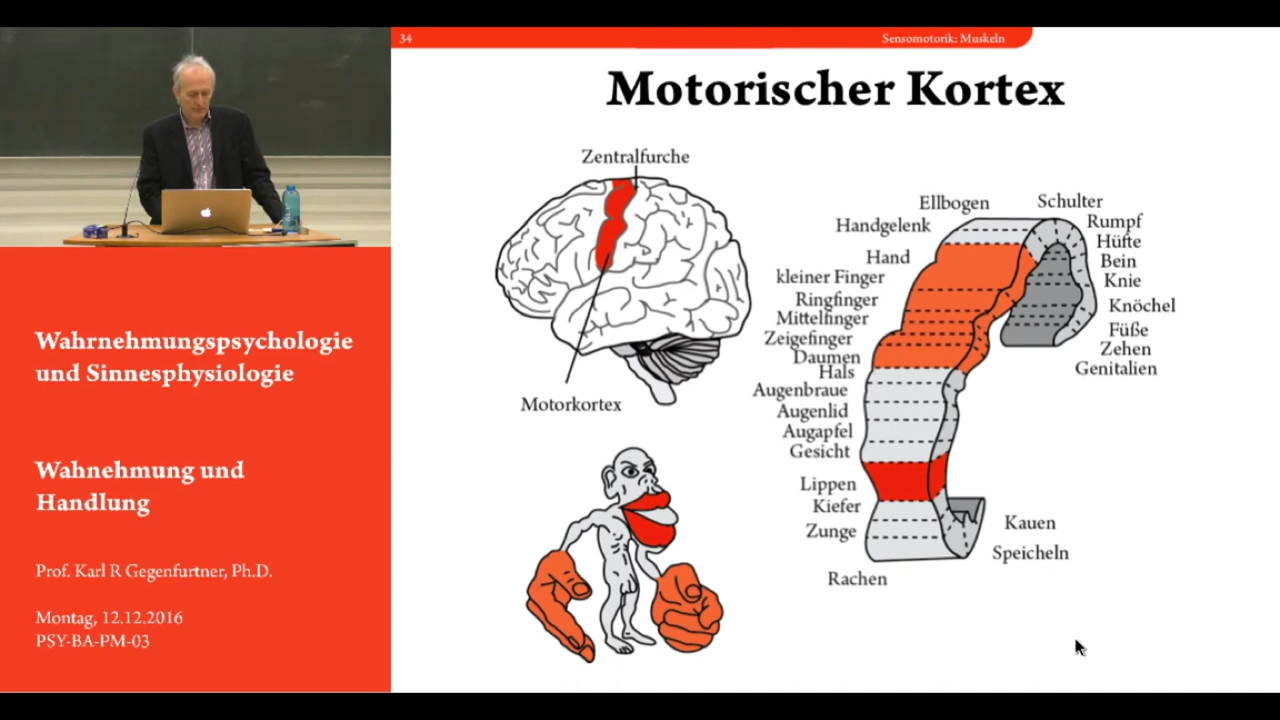 34
Sensomotorik: Muskeln
Motorischer Kortex
Zentralfurche
Motorkortex
Ellbogen
Handgelenk
Hand
kleiner Finger
Ringfinger
Mittelfinger
Zeigefinger
Daumen
Hals
Augenbraue
Augenlid
Augapfel
Gesicht
Lippen
Kiefer
Zunge
Rachen
Schulter
Rumpf
Hüfte
Bein
Knie
Knöchel
Füße
Zehen
Genitalien
Kauen
Speicheln
Wahrnehmungspsychologie
und Sinnesphysiologie
Wahnehmung und
Handlung
Prof. Karl R Gegenfurtner, Ph.D.
Montag, 12.12.2016
PSY-BA-PM-03